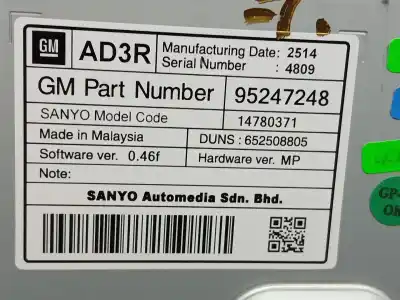 GM
AD3R
Manufacturing Date: 2514
Serial Number : 4809
GM Part Number 95247248
SANYO Model Code 14780371
Made in Malaysia DUNS : 652508805
Software ver. 0.46f Hardware ver. MP
Note:
SANYO Automedia Sdn. Bhd.